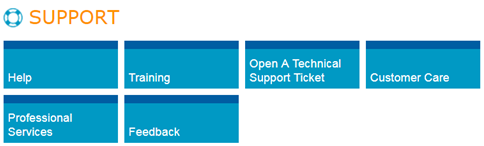 SUPPORT
Help
Training
Open A Technical
Support Ticket
Customer Care
Professional
Services
Feedback